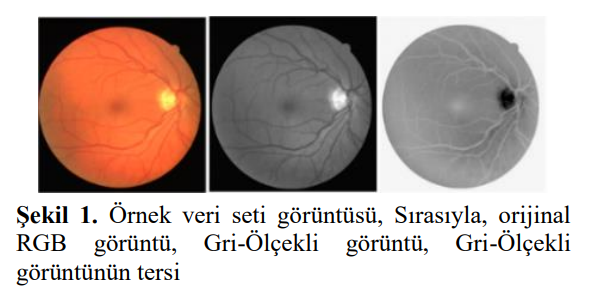 Şekil 1. Örnek veri seti görüntüsü, Sırasıyla, orijinal
RGB görüntü, Gri-Ölçekli görüntü, Gri-Ölçekli
görüntünün tersi